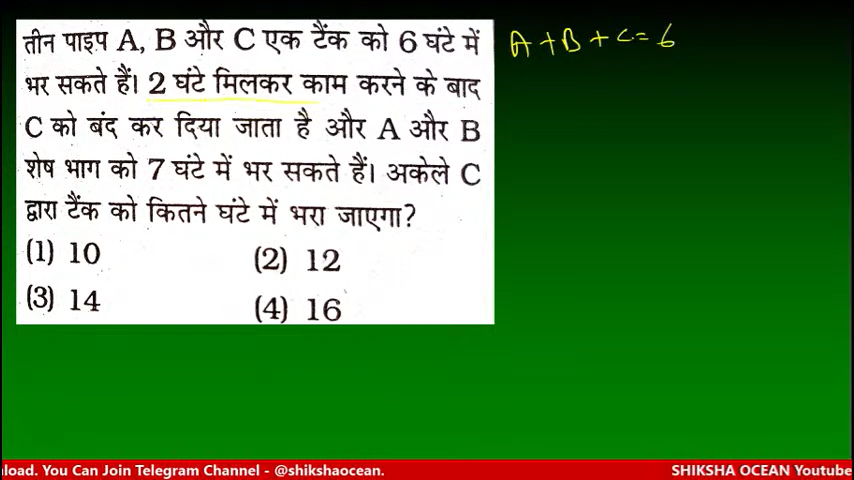 तीन पाइप A, B और C एक टैंक को 6 घंटे में
भर सकते हैं। 2 घंटे मिलकर काम करने के बाद
C को बंद कर दिया जाता है और A और B
शेष भाग को 7 घंटे में भर सकते हैं। अकेले C
द्वारा टैंक को कितने घंटे में भरा जाएगा?
(1) 10
(2) 12
(3) 14
(4) 16
A + B + C = 6
load. You Can Join Telegram Channel - @shikshaocean.
SHIKSHA OCEAN Youtube